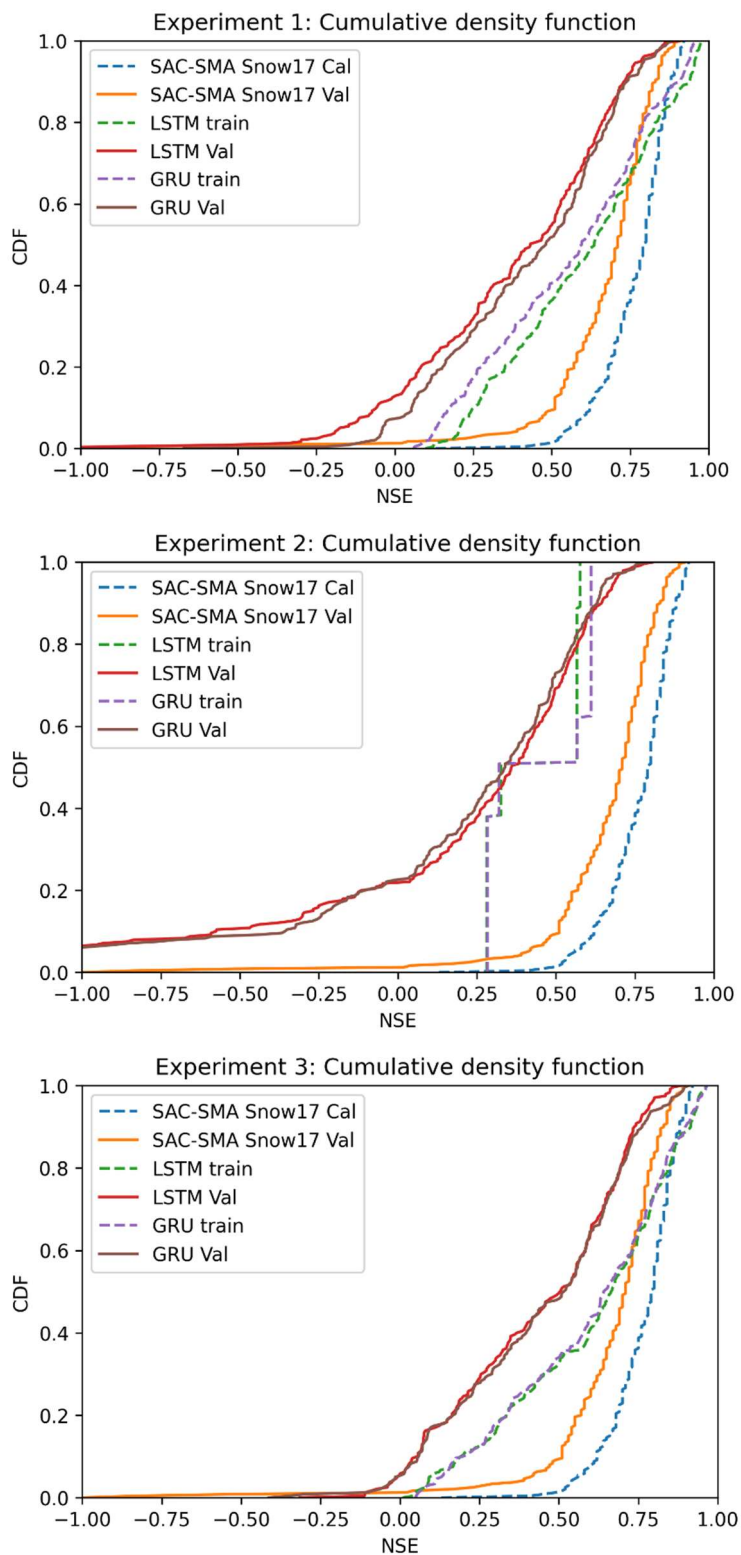 Experiment 1: Cumulative density function
1.0
0.8
0.6
0.4
0.2
0.0
CDF
SAC-SMA Snow17 Cal
SAC-SMA Snow17 Val
LSTM train
LSTM Val
GRU train
GRU Val
−1.00 −0.75 −0.50 −0.25 0.00 0.25 0.50 0.75 1.00
NSE
Experiment 2: Cumulative density function
1.0
0.8
0.6
0.4
0.2
0.0
CDF
SAC-SMA Snow17 Cal
SAC-SMA Snow17 Val
LSTM train
LSTM Val
GRU train
GRU Val
−1.00 −0.75 −0.50 −0.25 0.00 0.25 0.50 0.75 1.00
NSE
Experiment 3: Cumulative density function
1.0
0.8
0.6
0.4
0.2
0.0
CDF
SAC-SMA Snow17 Cal
SAC-SMA Snow17 Val
LSTM train
LSTM Val
GRU train
GRU Val
−1.00 −0.75 −0.50 −0.25 0.00 0.25 0.50 0.75 1.00
NSE